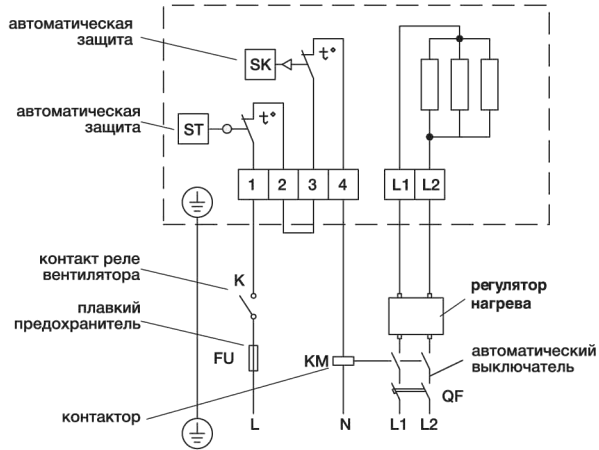 автоматическая
защита
SK
t°
автоматическая
защита
ST
t°
1 2 3 4
L1 L2
контакт реле
вентилятора
K
регулятор
нагрева
плавкий
предохранитель
FU
KM
автоматический
выключатель
QF
контактор
L
N
L1 L2